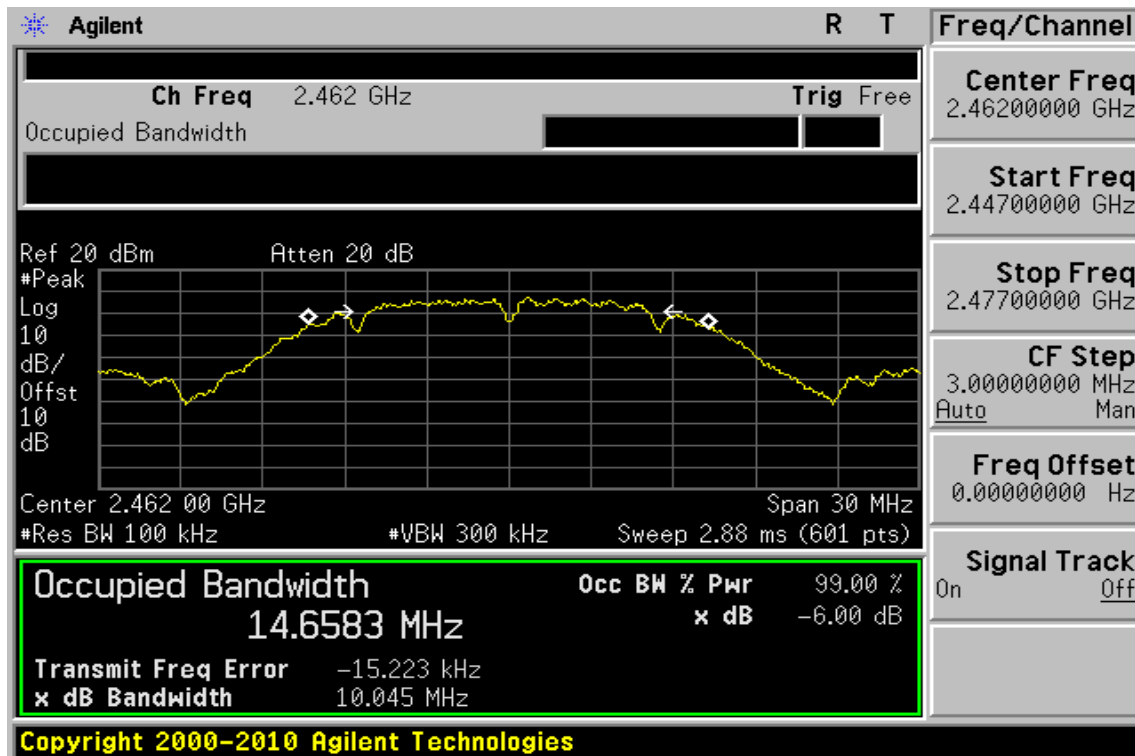 Agilent R T
Ch Freq 2.462 GHz Trig Free
Occupied Bandwidth
Ref 20 dBm Atten 20 dB
#Peak
Log
10
dB/
Offst
10
dB
Center 2.462 00 GHz Span 30 MHz
#Res BW 100 kHz #VBW 300 kHz Sweep 2.88 ms (601 pts)
Occupied Bandwidth
14.6583 MHz
Occ BW % Pwr 99.00 %
x dB -6.00 dB
Transmit Freq Error -15.223 kHz
x dB Bandwidth 10.045 MHz
Copyright 2000-2010 Agilent Technologies
Freq/Channel
Center Freq
2.46200000 GHz
Start Freq
2.44700000 GHz
Stop Freq
2.47700000 GHz
CF Step
3.00000000 MHz
Auto Man
Freq Offset
0.00000000 Hz
Signal Track
On Off